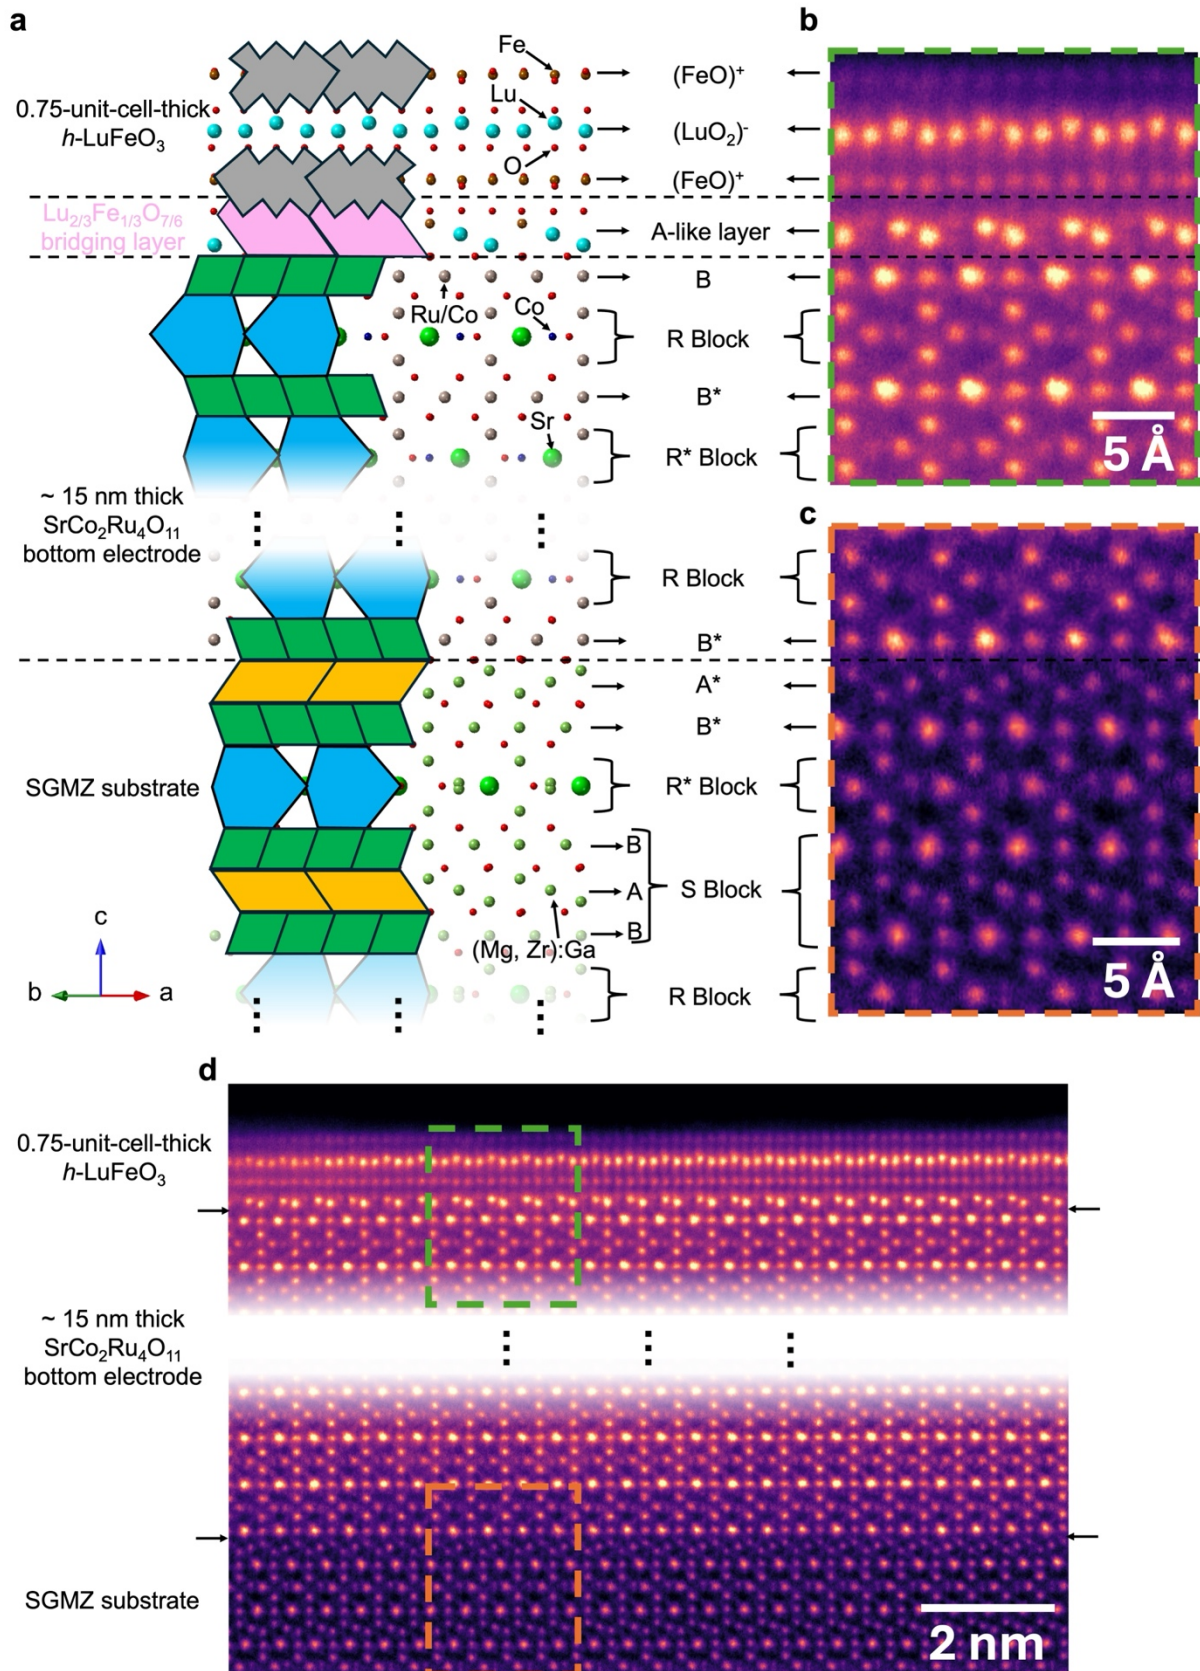 a
b
Fe
(FeO)⁺
0.75-unit-cell-thick
h-LuFeO₃
Lu
(LuO₂)⁻
O
(FeO)⁺
Lu₂/₃Fe₁/₃O₇/₆
bridging layer
A-like layer
B
Ru/Co
Co
R Block
B*
5 Å
Sr
R* Block
~ 15 nm thick
SrCo₂Ru₄O₁₁
bottom electrode
c
R Block
B*
A*
B*
SGMZ substrate
R* Block
B
A
S Block
B
(Mg, Zr):Ga
5 Å
c
b
a
R Block
d
0.75-unit-cell-thick
h-LuFeO₃
~ 15 nm thick
SrCo₂Ru₄O₁₁
bottom electrode
SGMZ substrate
2 nm